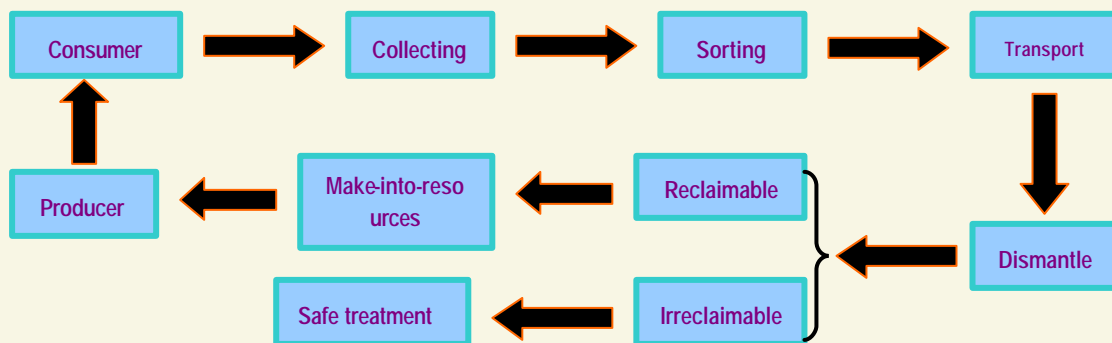 Consumer
Collecting
Sorting
Transport
Producer
Make-into-reso
urces
Reclaimable
Dismantle
Safe treatment
Irreclaimable